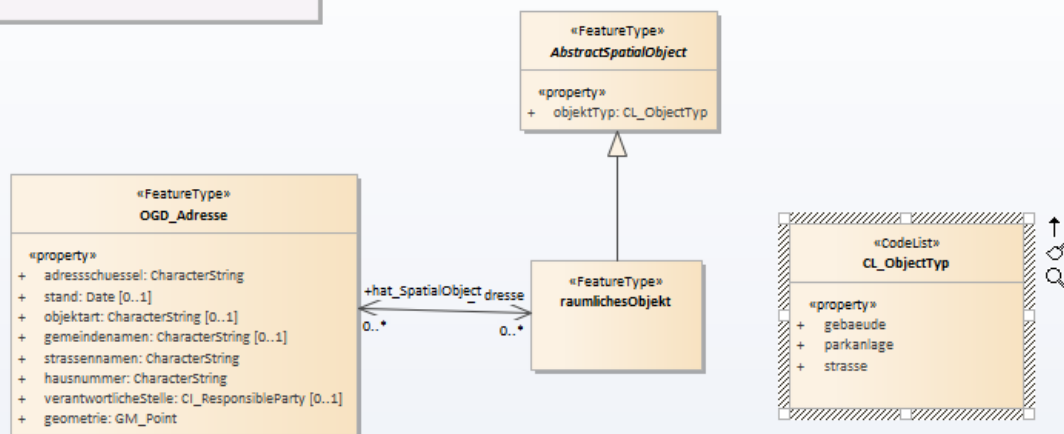 «FeatureType»
AbstractSpatialObject
«property»
+ objektTyp: CL_ObjectTyp
«FeatureType»
OGD_Adresse
«property»
+ adressschuessel: CharacterString
+ stand: Date [0..1]
+ objektart: CharacterString [0..1]
+ gemeindenamen: CharacterString [0..1]
+ strassennamen: CharacterString
+ hausnummer: CharacterString
+ verantwortlicheStelle: CI_ResponsibleParty [0..1]
+ geometrie: GM_Point
+hat_SpatialObject_dresse
0..*
0..*
«FeatureType»
raumlichesObjekt
«CodeList»
CL_ObjectTyp
«property»
+ gebaeude
+ parkanlage
+ strasse